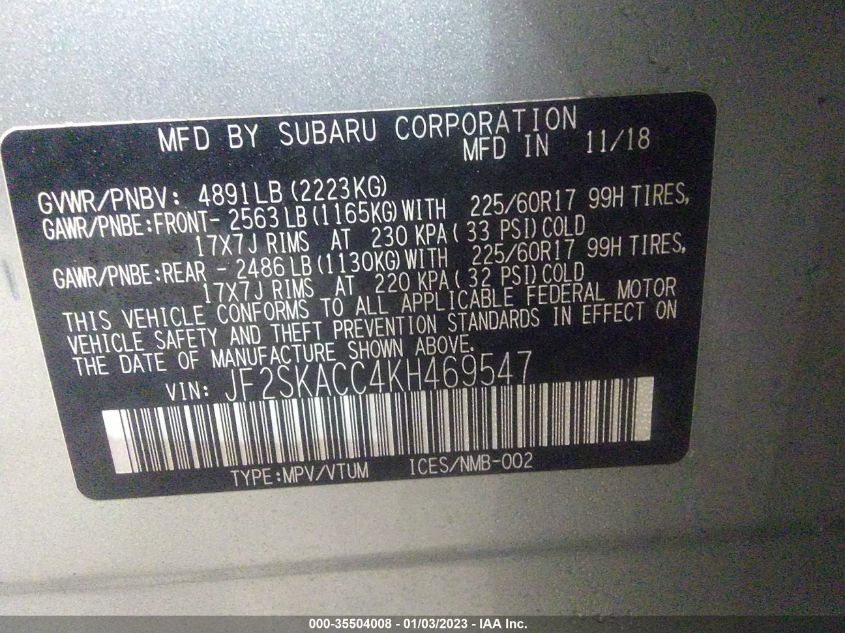 MFD BY SUBARU CORPORATION
MFD IN 11/18
GVWR/PNBV: 4891LB(2223KG)
GAWR/PNBE:FRONT- 2563LB(1165KG)WITH 225/60R17 99H TIRES,
17X7J RIMS AT 230 KPA( 33 PSI)COLD
GAWR/PNBE:REAR - 2486LB(1130KG)WITH 225/60R17 99H TIRES,
17X7J RIMS AT 220 KPA( 32 PSI)COLD
THIS VEHICLE CONFORMS TO ALL APPLICABLE FEDERAL MOTOR
VEHICLE SAFETY AND THEFT PREVENTION STANDARDS IN EFFECT ON
THE DATE OF MANUFACTURE SHOWN ABOVE.
VIN: JF2SKACC4KH469547
TYPE:MPV/VTUM ICES/NMB-002
000-35504008 - 01/03/2023 - IAA Inc.